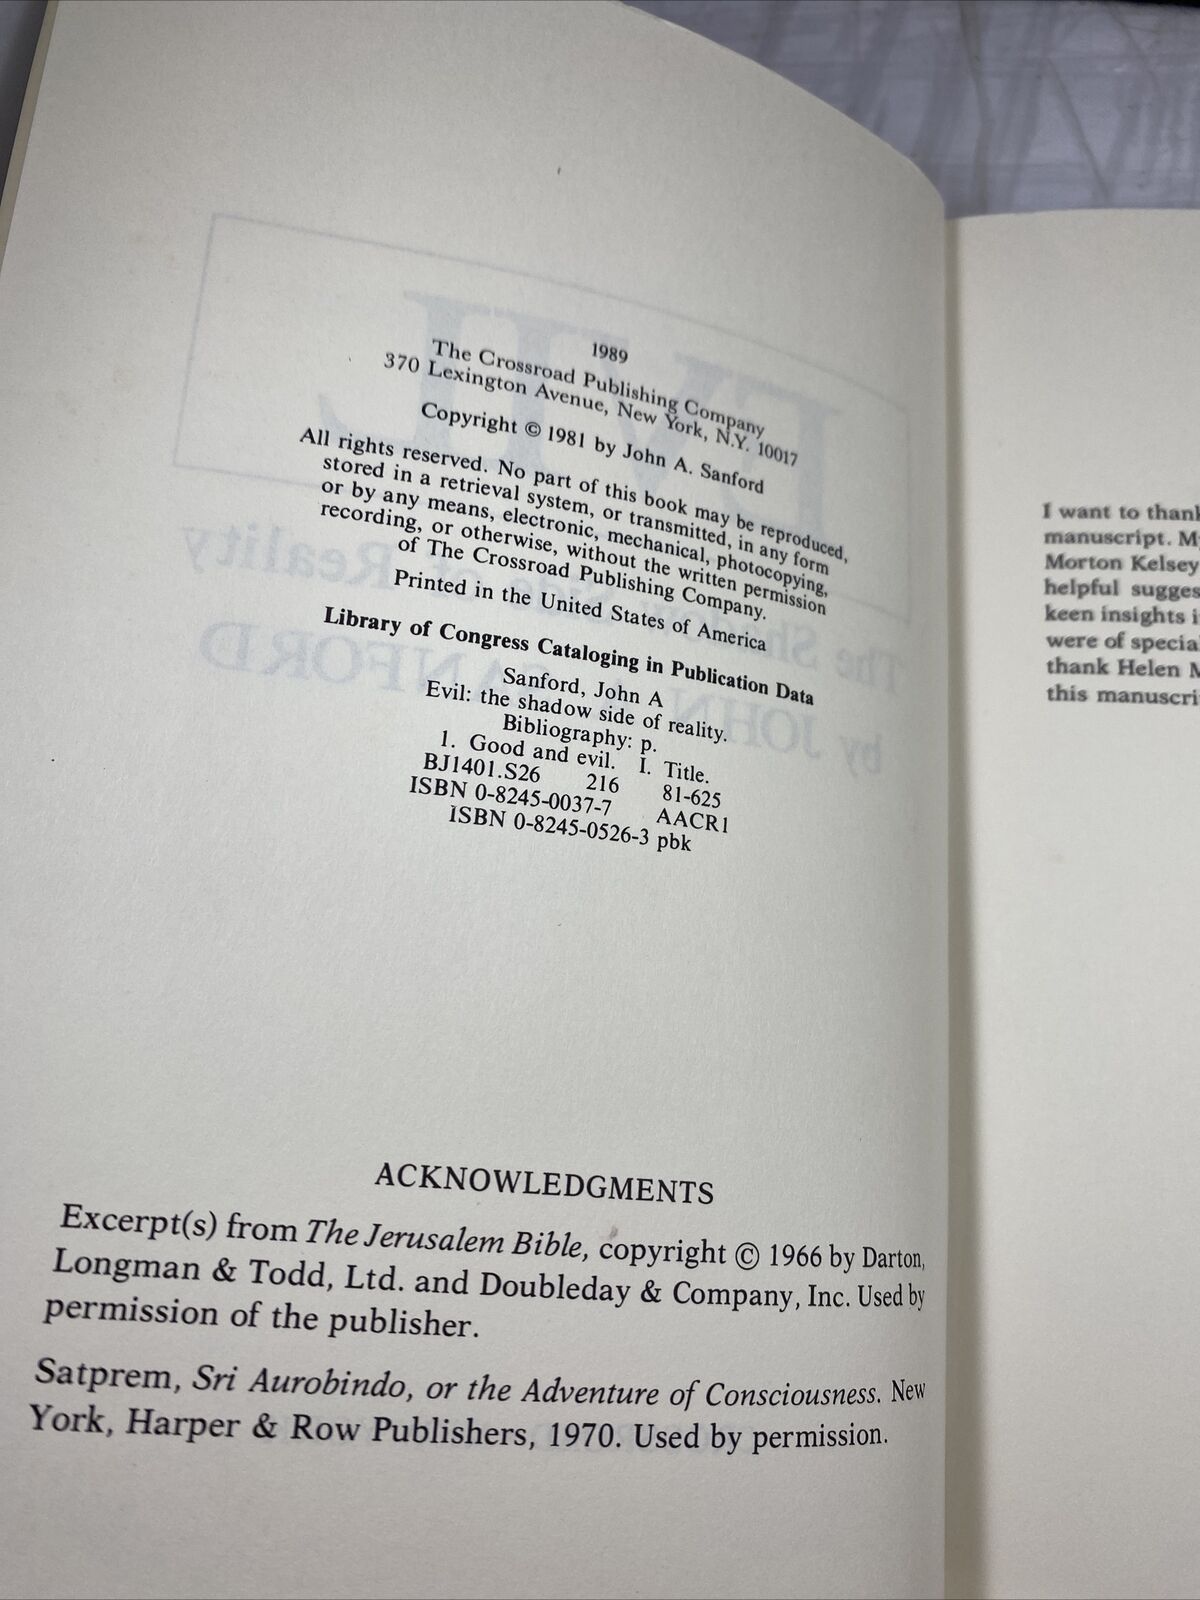 1989
The Crossroad Publishing Company
370 Lexington Avenue, New York, N.Y. 10017
Copyright © 1981 by John A. Sanford
All rights reserved. No part of this book may be reproduced,
stored in a retrieval system, or transmitted, in any form
or by any means, electronic, mechanical, photocopying,
recording, or otherwise, without the written permission
of The Crossroad Publishing Company.
Printed in the United States of America
Library of Congress Cataloging in Publication Data
Sanford, John A
Evil: the shadow side of reality.
Bibliography: p.
1. Good and evil. I. Title.
BJ1401.S26 216 81-625
ISBN 0-8245-0037-7 AACR1
ISBN 0-8245-0526-3 pbk
ACKNOWLEDGMENTS
Excerpt(s) from The Jerusalem Bible, copyright © 1966 by Darton,
Longman & Todd, Ltd. and Doubleday & Company, Inc. Used by
permission of the publisher.
Satprem, Sri Aurobindo, or the Adventure of Consciousness. New
York, Harper & Row Publishers, 1970. Used by permission.
I want to thank
manuscript.
Morton Kelsey
helpful
keen insights
were of
thank Helen
this